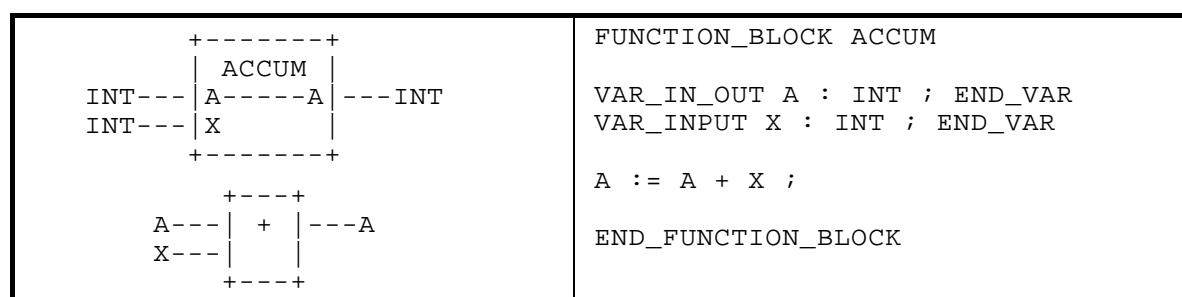 +-------+
| ACCUM |
INT---|A-----A|---INT
INT---|X      |
+-------+
+---+
A---| + |---A
X---|   |
+---+
FUNCTION_BLOCK ACCUM
VAR_IN_OUT A : INT ; END_VAR
VAR_INPUT X : INT ; END_VAR
A := A + X ;
END_FUNCTION_BLOCK